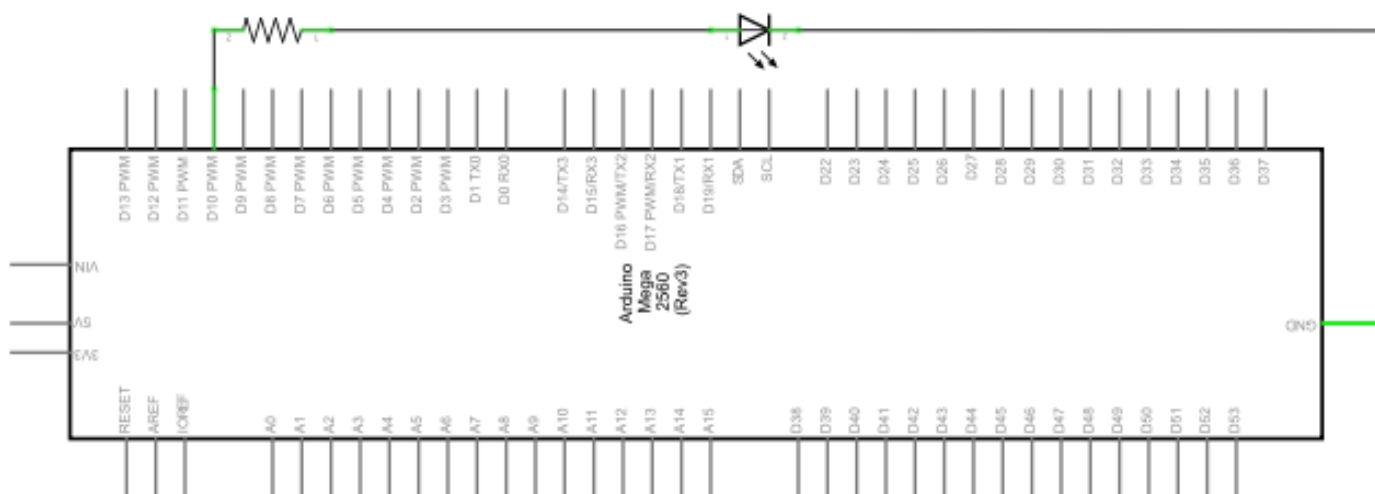 2
1
1
2
D13 PWM
D12 PWM
D11 PWM
D10 PWM
D9 PWM
D8 PWM
D7 PWM
D6 PWM
D5 PWM
D4 PWM
D2 PWM
D3 PWM
D1 TX0
D0 RX0
D14/TX3
D15/RX3
D16 PWM/TX2
D17 PWM/RX2
D18/TX1
D19/RX1
SDA
SCL
D22
D23
D24
D25
D26
D27
D28
D29
D30
D31
D32
D33
D34
D35
D36
D37
VIN
5V
3V3
Arduino
Mega
2560
(Rev3)
GND
RESET
AREF
IOREF
A0
A1
A2
A3
A4
A5
A6
A7
A8
A9
A10
A11
A12
A13
A14
A15
D38
D39
D40
D41
D42
D43
D44
D45
D46
D47
D48
D49
D50
D51
D52
D53